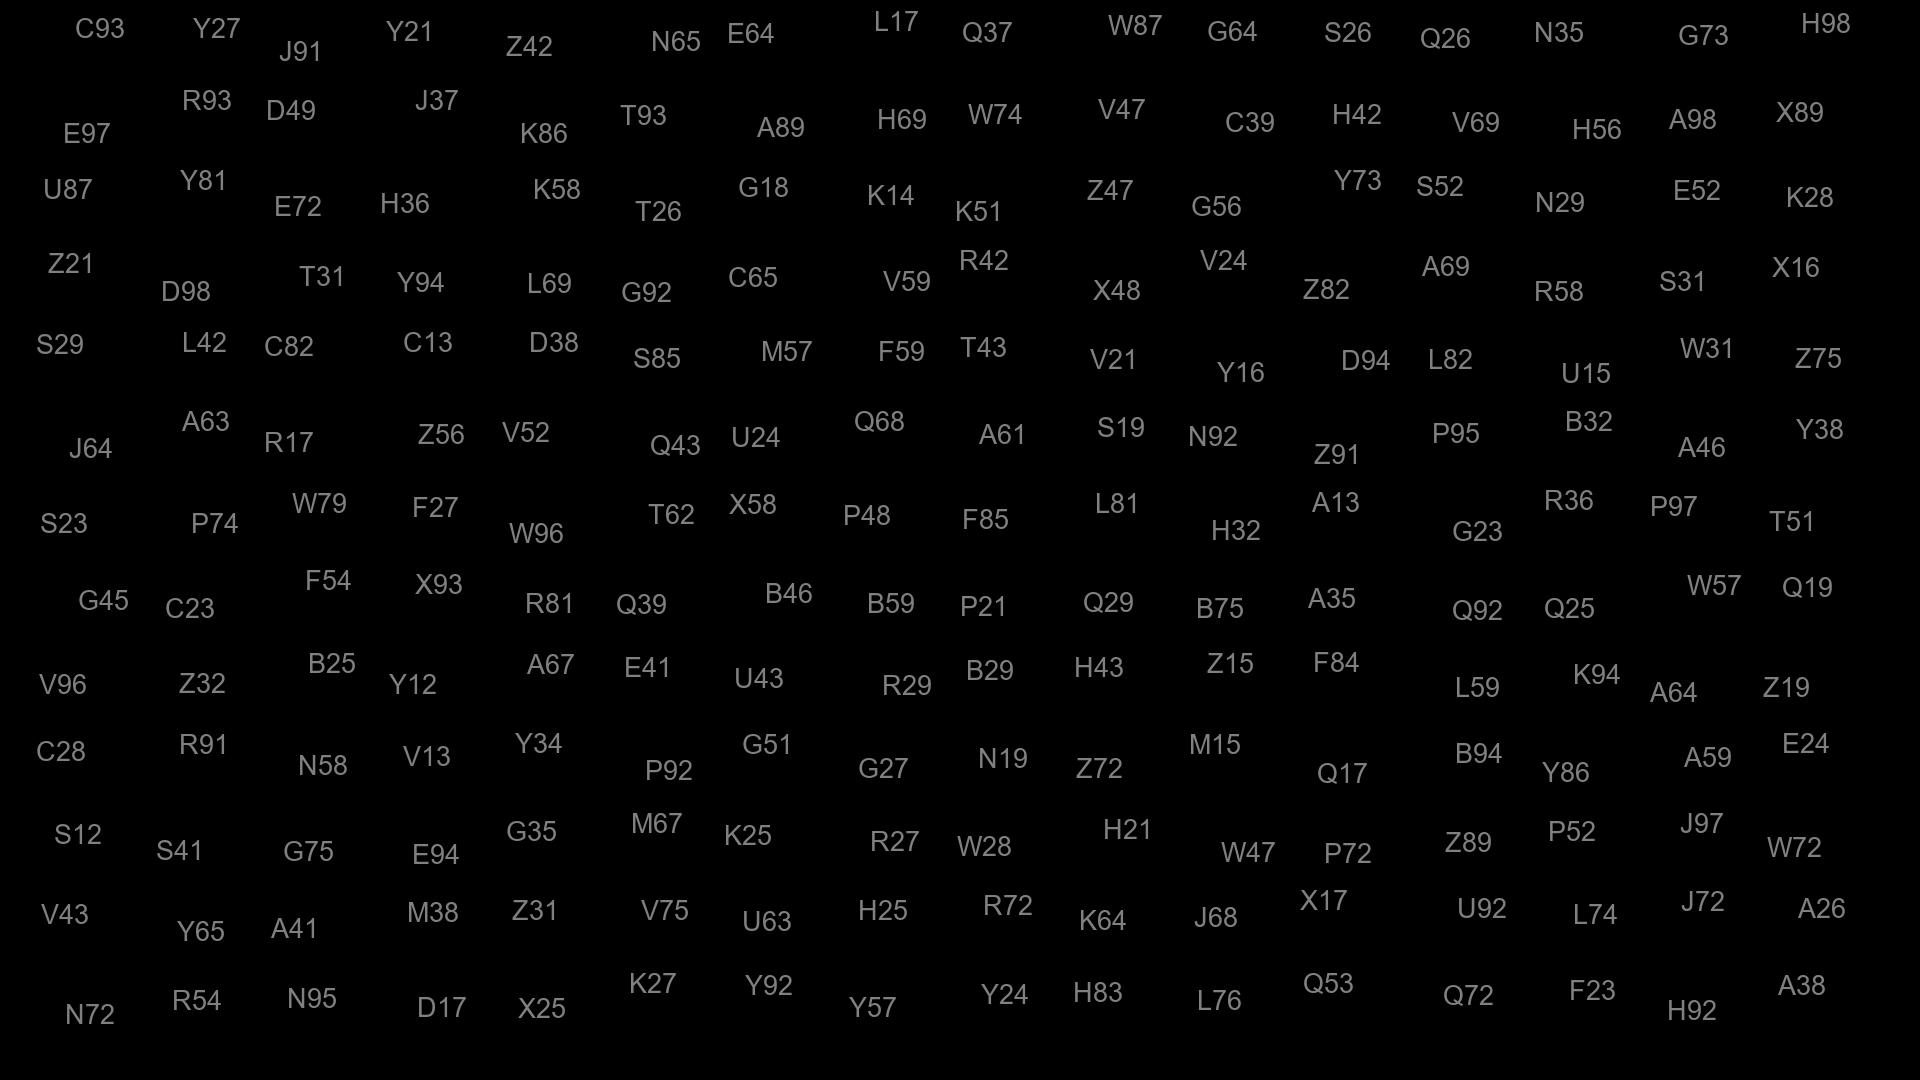 C93 Y27 J91 Y21 Z42 N65 E64 L17 Q37 W87 G64 S26 Q26 N35 G73 H98
E97 R93 D49 J37 K86 T93 A89 H69 W74 V47 C39 H42 V69 H56 A98 X89
U87 Y81 E72 H36 K58 T26 G18 K14 K51 Z47 G56 Y73 S52 N29 E52 K28
Z21 D98 T31 Y94 L69 G92 C65 V59 R42 X48 V24 Z82 A69 R58 S31 X16
S29 L42 C82 C13 D38 S85 M57 F59 T43 V21 Y16 D94 L82 U15 W31 Z75
J64 A63 R17 Z56 V52 Q43 U24 Q68 A61 S19 N92 Z91 P95 B32 A46 Y38
S23 P74 W79 F27 W96 T62 X58 P48 F85 L81 H32 A13 G23 R36 P97 T51
G45 C23 F54 X93 R81 Q39 B46 B59 P21 Q29 B75 A35 Q92 Q25 W57 Q19
V96 Z32 B25 Y12 A67 E41 U43 R29 B29 H43 Z15 F84 L59 K94 A64 Z19
C28 R91 N58 V13 Y34 P92 G51 G27 N19 Z72 M15 Q17 B94 Y86 A59 E24
S12 S41 G75 E94 G35 M67 K25 R27 W28 H21 W47 P72 Z89 P52 J97 W72
V43 Y65 A41 M38 Z31 V75 U63 H25 R72 K64 J68 X17 U92 L74 J72 A26
N72 R54 N95 D17 X25 K27 Y92 Y57 Y24 H83 L76 Q53 Q72 F23 H92 A38